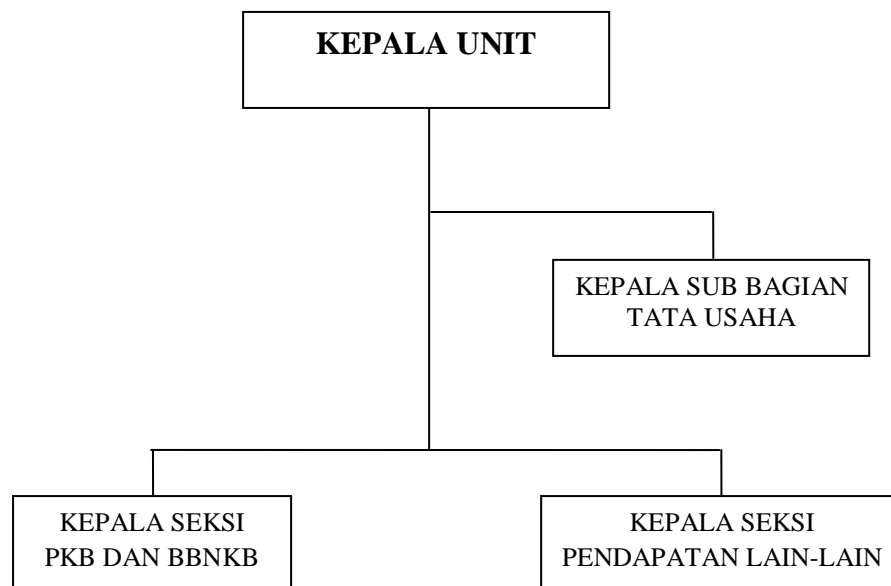 KEPALA UNIT
KEPALA SUB BAGIAN
TATA USAHA
KEPALA SEKSI
PKB DAN BBNKB
KEPALA SEKSI
PENDAPATAN LAIN-LAIN